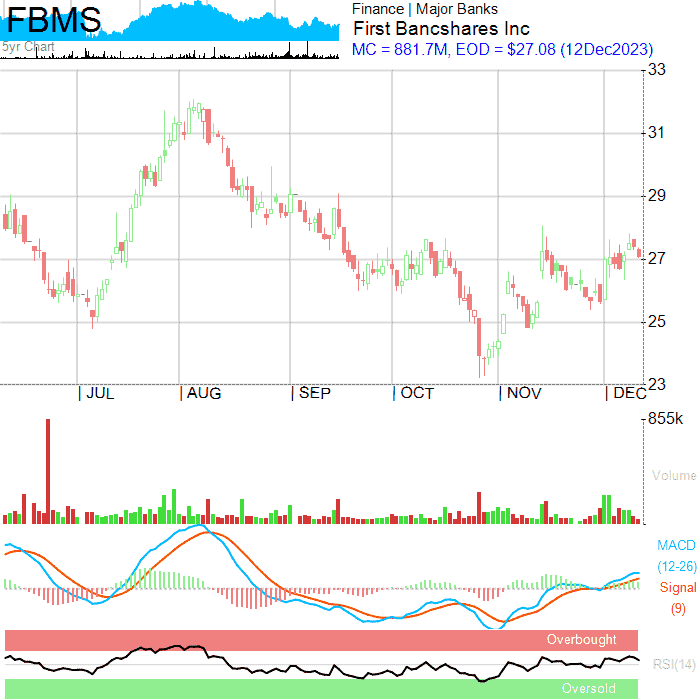 FBMS
5yr Chart
Finance | Major Banks
First Bancshares Inc
MC = 881.7M, EOD = $27.08 (12Dec2023)
33
31
29
27
25
23
| JUL | AUG | SEP | OCT | NOV | DEC
855k
Volume
MACD
(12-26)
Signal
(9)
Overbought
RSI(14)
Oversold